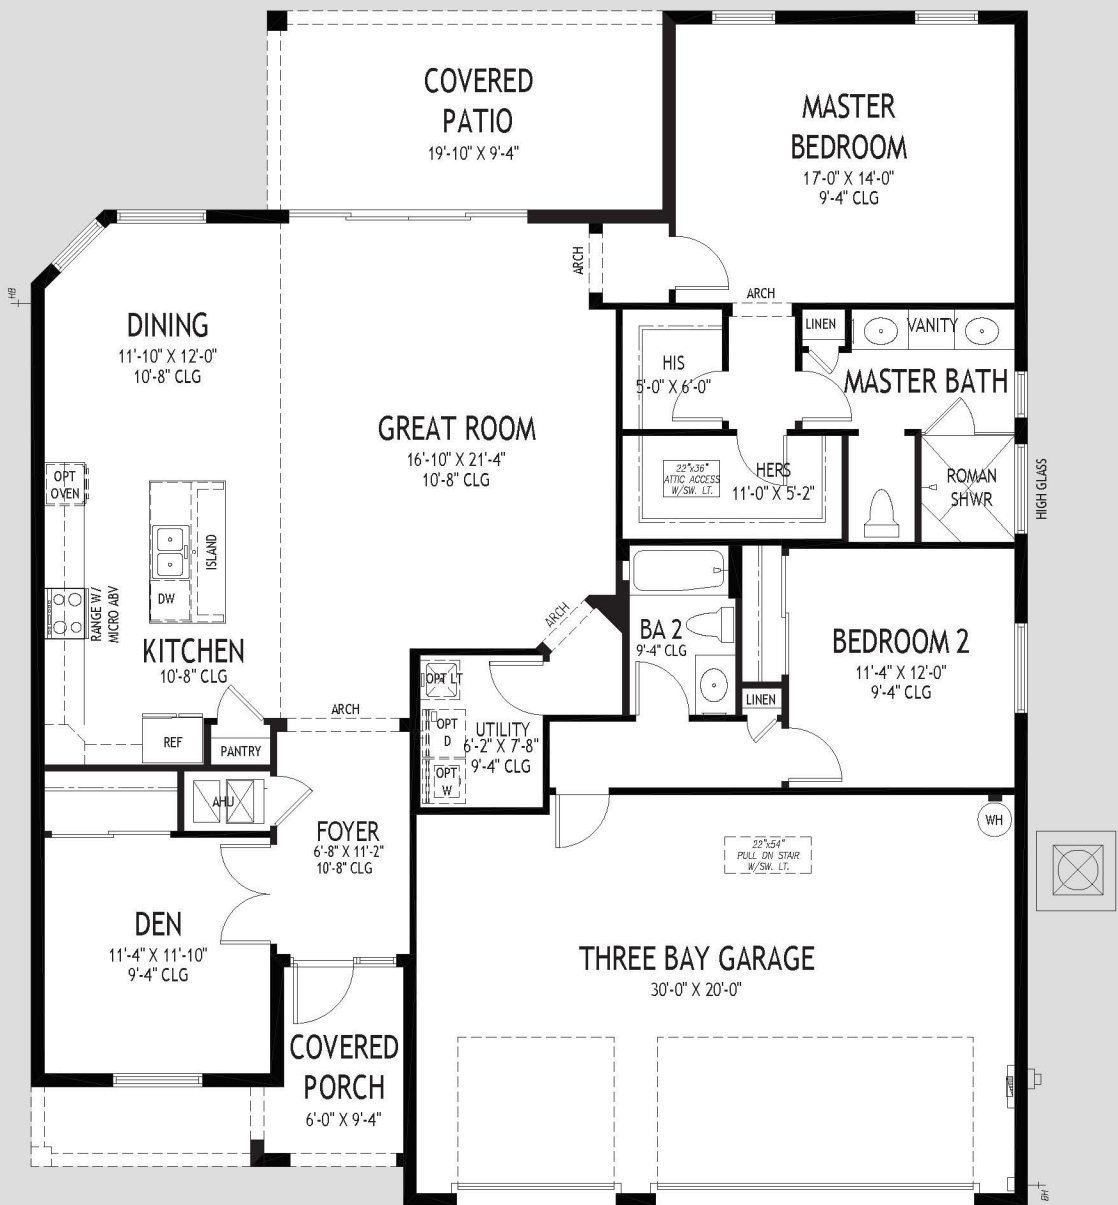 COVERED
PATIO
19'-10" X 9'-4"
MASTER
BEDROOM
17'-0" X 14'-0"
9'-4" CLG
ARCH
ARCH
HB
DINING
11'-10" X 12'-0"
10'-8" CLG
HIS
5'-0" X 6'-0"
LINEN
VANITY
MASTER BATH
GREAT ROOM
16'-10" X 21'-4"
10'-8" CLG
22"x36"
ATTIC ACCESS
W/SW. LT.
HERS
11'-0" X 5'-2"
ROMAN
SHWR
HIGH GLASS
OPT
OVEN
ISLAND
DW
RANGE W/
MICRO ABV
KITCHEN
10'-8" CLG
ARCH
BA 2
9'-4" CLG
BEDROOM 2
11'-4" X 12'-0"
9'-4" CLG
LINEN
OPT LT
OPT
D
UTILITY
6'-2" X 7'-8"
9'-4" CLG
OPT
W
ARCH
REF
PANTRY
AHU
FOYER
6'-8" X 11'-2"
10'-8" CLG
WH
22"x54"
PULL DN STAIR
W/SW. LT.
DEN
11'-4" X 11'-10"
9'-4" CLG
THREE BAY GARAGE
30'-0" X 20'-0"
COVERED
PORCH
6'-0" X 9'-4"
HB